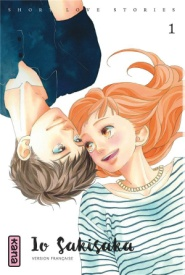 SHORT LOVE STORIES
1
Io Sakisaka
VERSION FRANÇAISE
kana